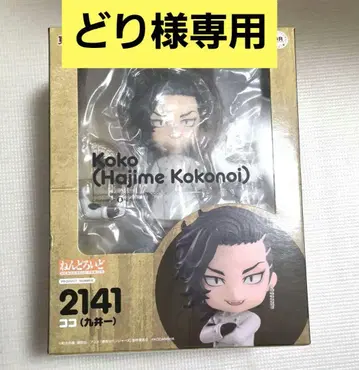 どり様専用
Koko
(Hajime Kokonoi)
ねんどろいど
2141
ココ(九井一)